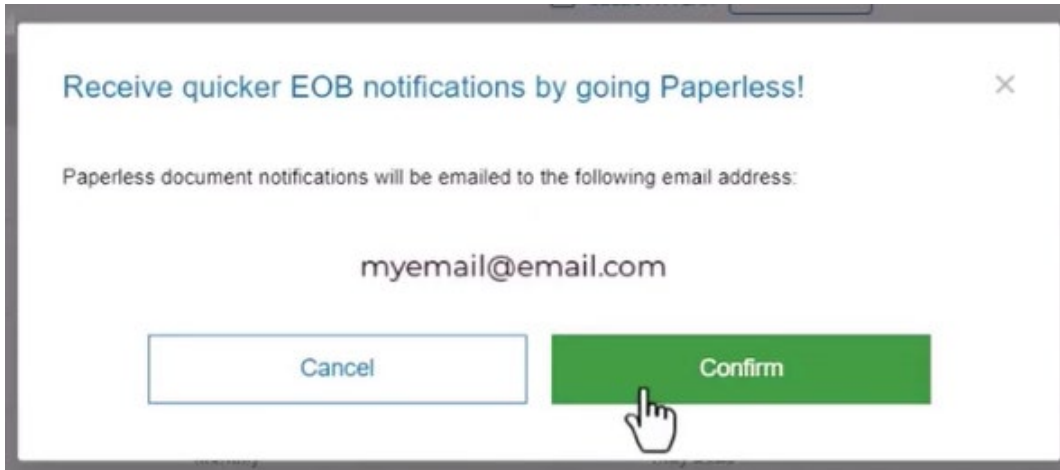 Receive quicker EOB notifications by going Paperless!
×
Paperless document notifications will be emailed to the following email address:
myemail@email.com
Cancel
Confirm